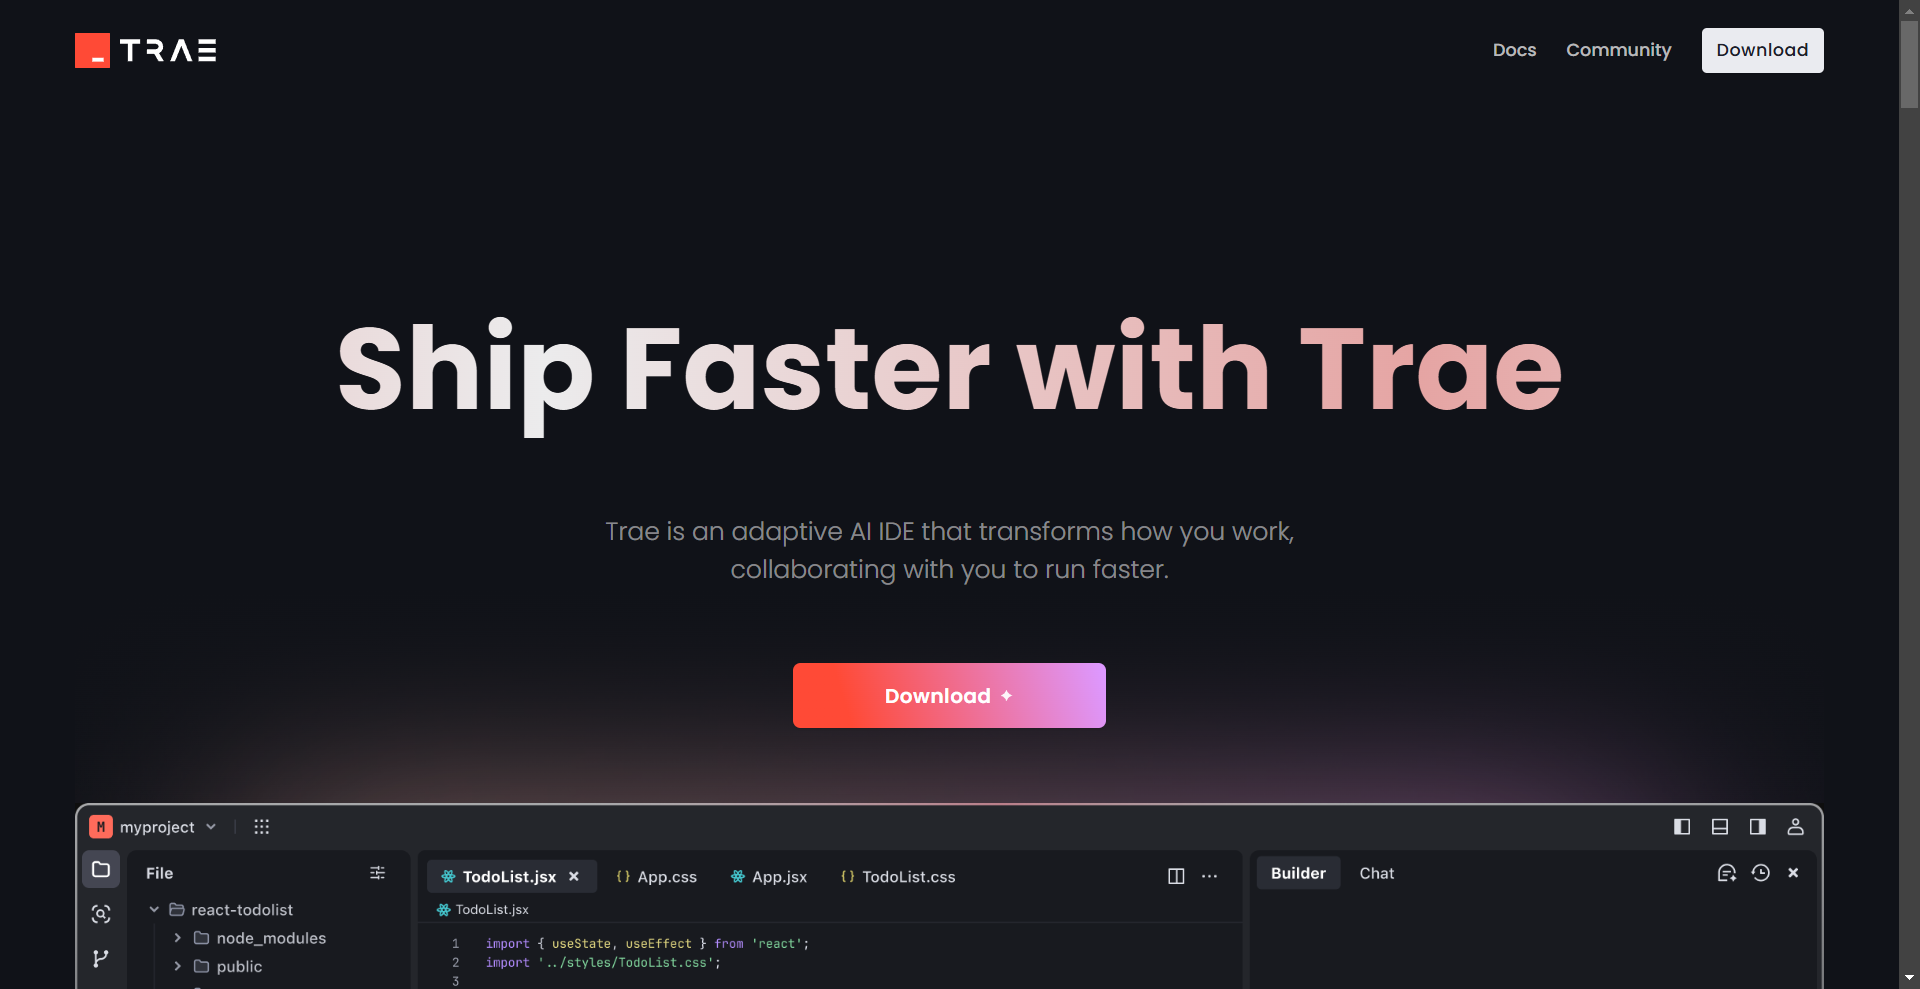 TRAE
Docs Community Download
Ship Faster with Trae
Trae is an adaptive AI IDE that transforms how you work,
collaborating with you to run faster.
Download
M myproject
File
react-todolist
node_modules
public
TodoList.jsx App.css App.jsx TodoList.css
TodoList.jsx
1 import { useState, useEffect } from 'react';
2 import '../styles/TodoList.css';
3
Builder Chat